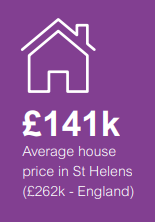 £141k
Average house
price in St Helens
(£262k - England)